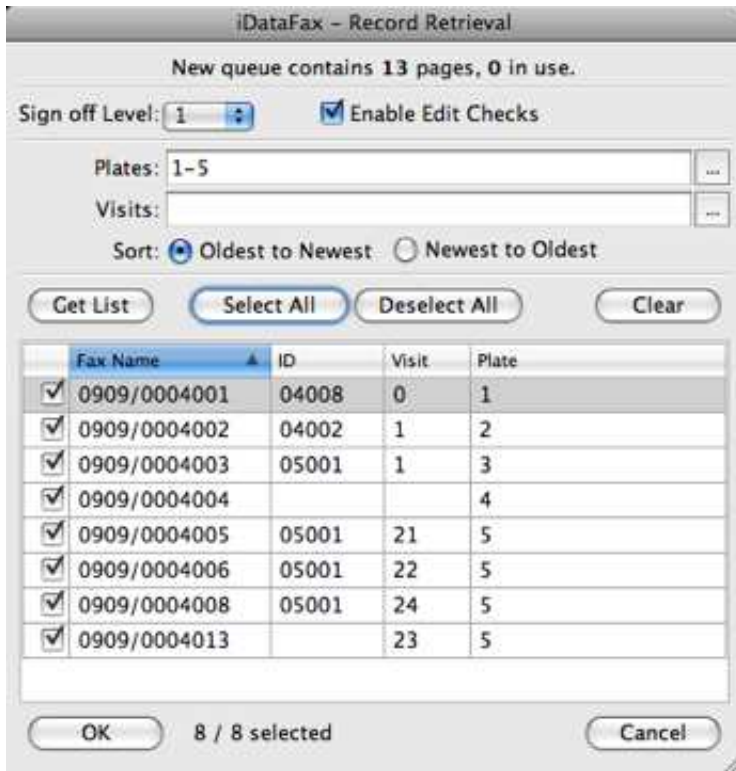 iDataFax – Record Retrieval
New queue contains 13 pages, 0 in use.
Sign off Level: 1 Enable Edit Checks
Plates: 1-5 ...
Visits: ...
Sort: Oldest to Newest Newest to Oldest
Get List Select All Deselect All Clear
Fax Name ID Visit Plate
0909/0004001 04008 0 1
0909/0004002 04002 1 2
0909/0004003 05001 1 3
0909/0004004 4
0909/0004005 05001 21 5
0909/0004006 05001 22 5
0909/0004008 05001 24 5
0909/0004013 23 5
OK 8 / 8 selected Cancel